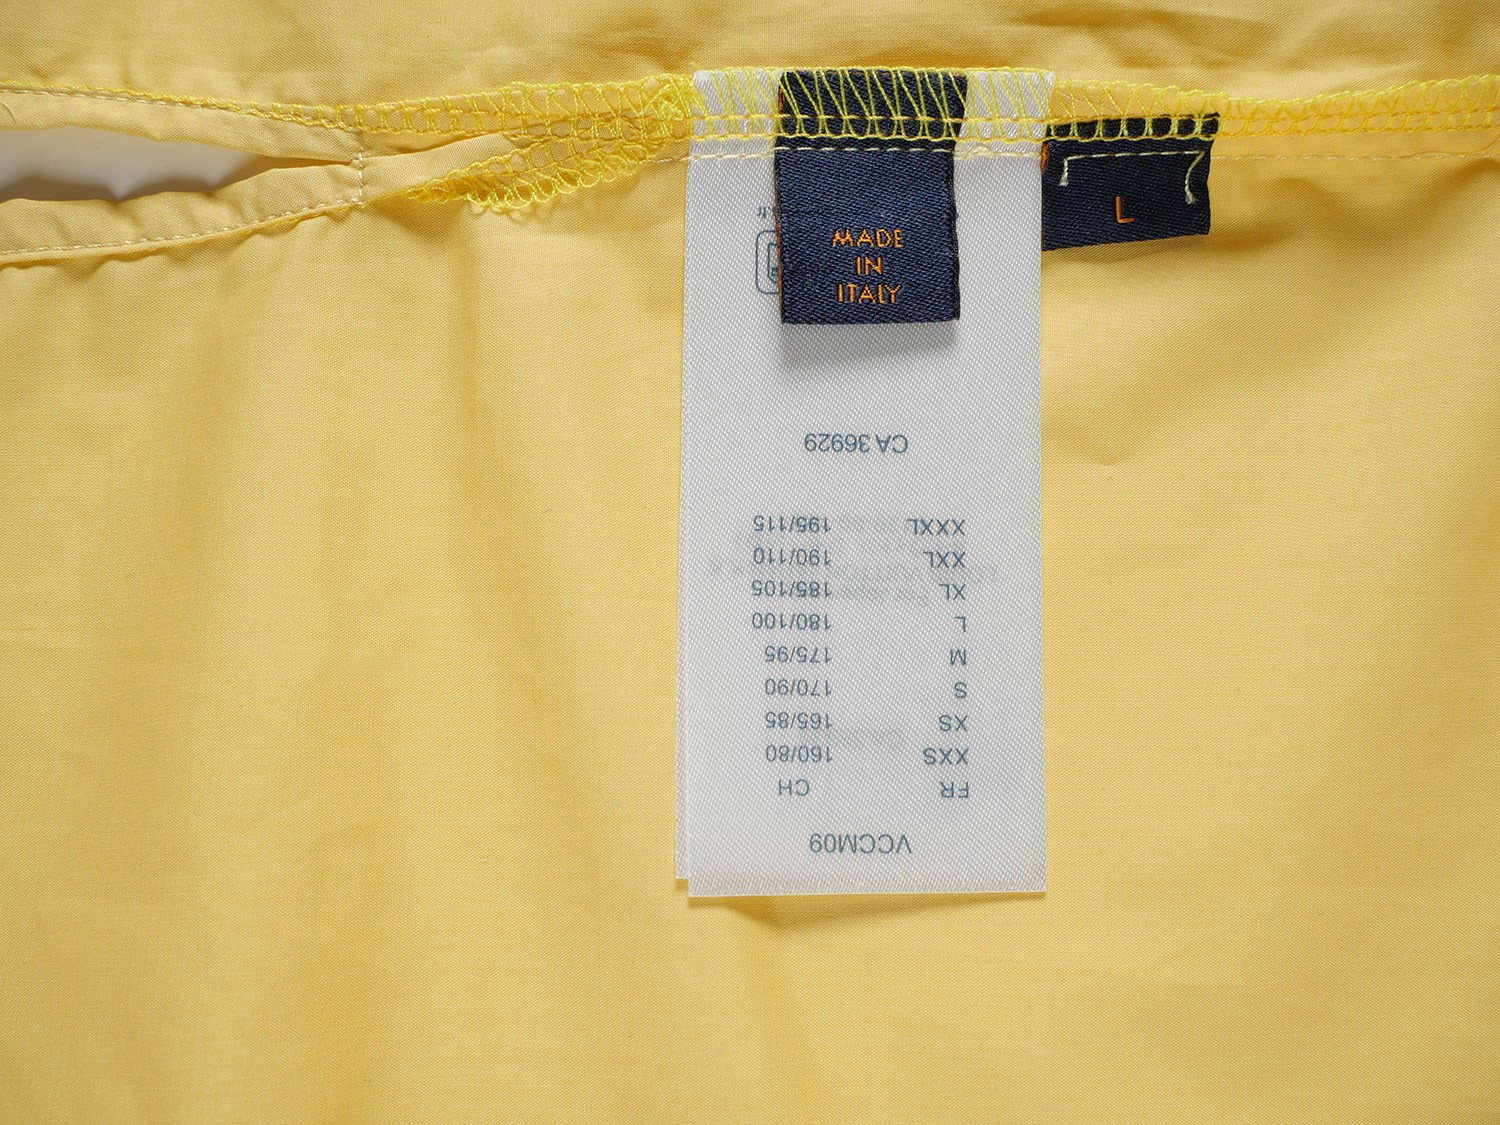 MADE
IN
ITALY
L
VCCM09
FR CH
XXS 160/80
XS 165/85
S 170/90
M 175/95
L 180/100
XL 185/105
XXL 190/110
XXXL 195/115
CA 36929